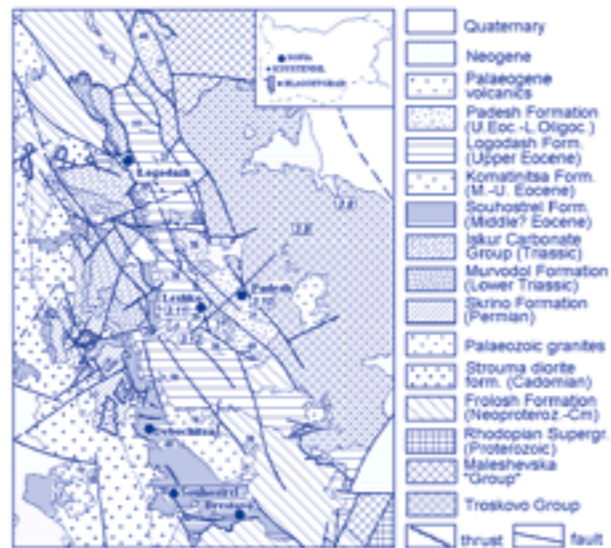 Logodash
Padesh
Leshko
Quaternary
Neogene
Palaeogene
volcanics
Padesh Formation
(U.Eoc.-L.Oligoc.)
Logodash Form.
(Upper Eocene)
Komatinitsa Form.
(M.-U. Eocene)
Souhostrel Form.
(Middle? Eocene)
Iskur Carbonate
Group (Triassic)
Murvodol Formation
(Lower Triassic)
Skrino Formation
(Permian)
Palaeozoic granites
Strouma diorite
form. (Cadomian)
Frolosh Formation
(Neoproteroz.-Cm)
Rhodopian Supergr.
(Proterozoic)
Maleshevska
"Group"
Troskovo Group
thrust
fault